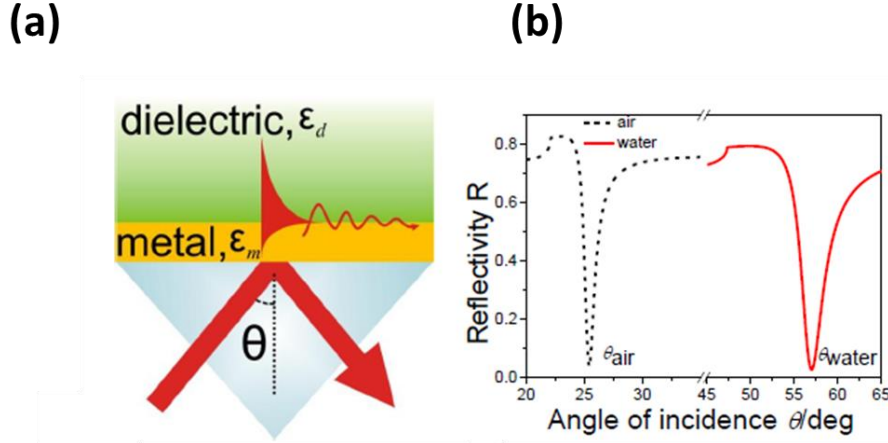 (a)
dielectric, εd
metal, εm
θ
(b)
air
water
Reflectivity R
0.8
0.6
0.4
0.2
0.0
θair
θwater
20 25 30 45 50 55 60 65
Angle of incidence θ/deg